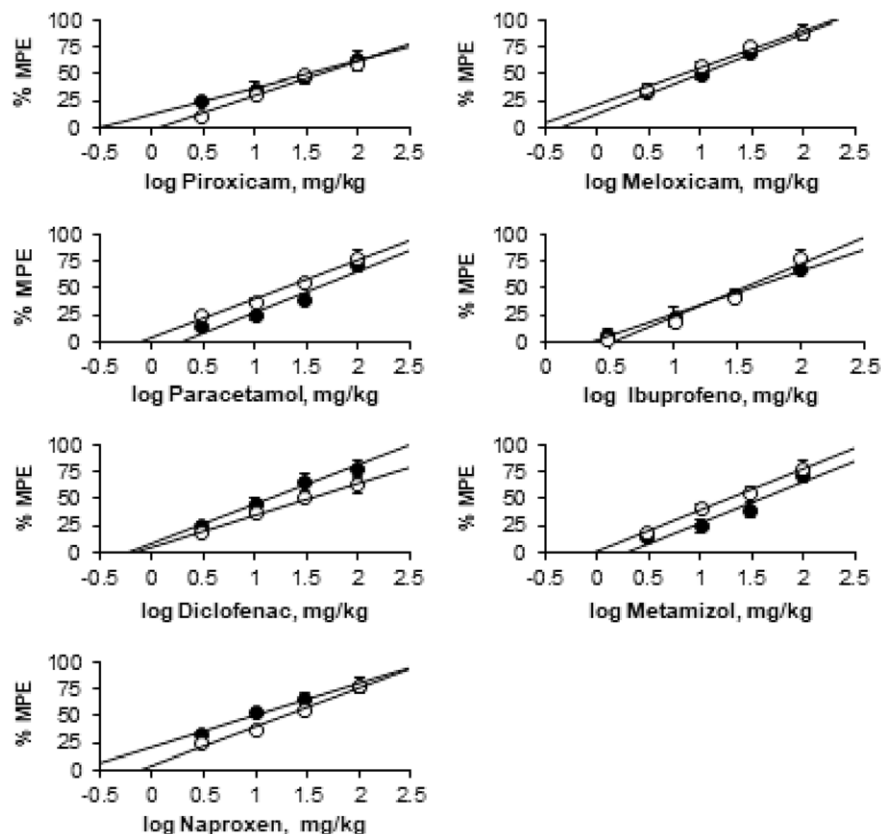 100
75
50
25
0
% MPE
-0.5 0 0.5 1 1.5 2 2.5
log Piroxicam, mg/kg
100
75
50
25
0
% MPE
-0.5 0 0.5 1 1.5 2 2.5
log Meloxicam, mg/kg
100
75
50
25
0
% MPE
-0.5 0 0.5 1 1.5 2 2.5
log Paracetamol, mg/kg
100
75
50
25
0
% MPE
0 0.5 1 1.5 2 2.5
log Ibuprofeno, mg/kg
100
75
50
25
0
% MPE
-0.5 0 0.5 1 1.5 2 2.5
log Diclofenac, mg/kg
100
75
50
25
0
% MPE
-0.5 0 0.5 1 1.5 2 2.5
log Metamizol, mg/kg
100
75
50
25
0
% MPE
-0.5 0 0.5 1 1.5 2 2.5
log Naproxen, mg/kg